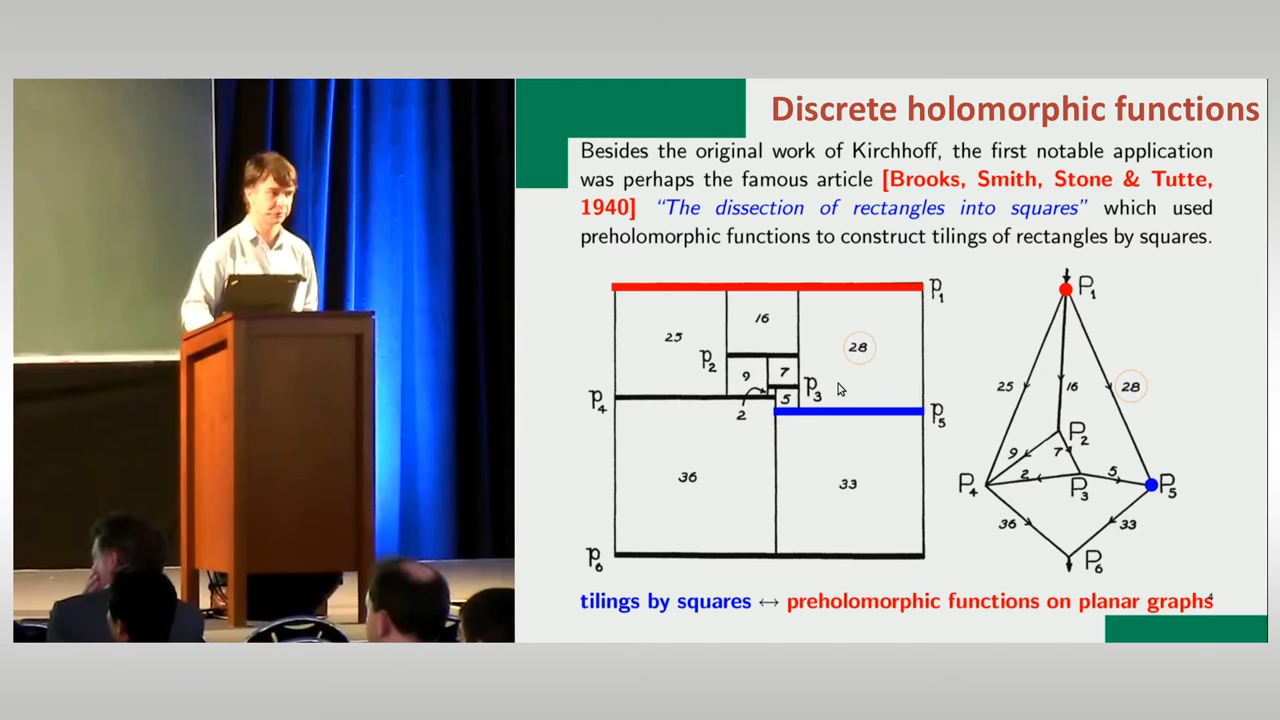 Discrete holomorphic functions
Besides the original work of Kirchhoff, the first notable application
was perhaps the famous article [Brooks, Smith, Stone & Tutte,
1940] “The dissection of rectangles into squares” which used
preholomorphic functions to construct tilings of rectangles by squares.
P1
25
16
28
P2
9
7
P3
P4
2
5
P5
36
33
P6
P1
25
16
28
P2
9
7
P4
2
P3
5
P5
36
33
P6
tilings by squares ↔ preholomorphic functions on planar graphs
4